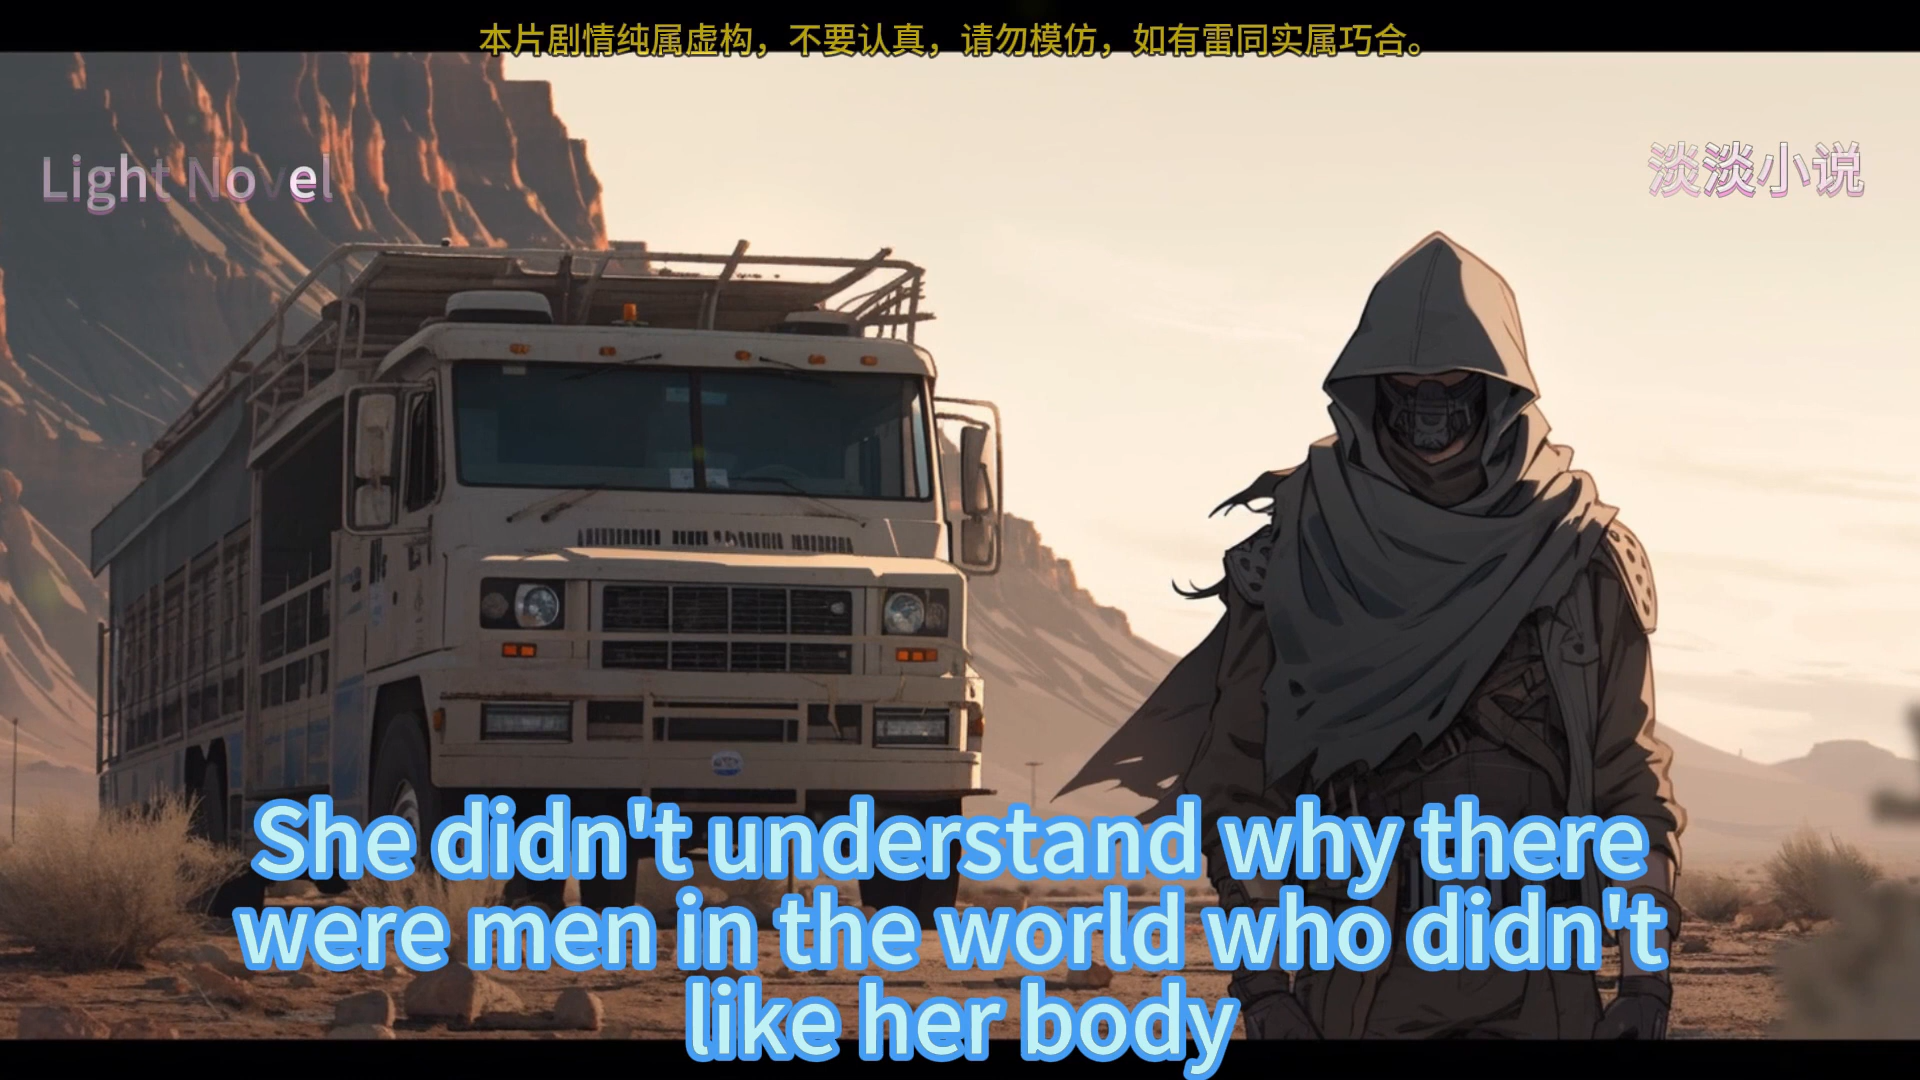 本片剧情纯属虚构，不要认真，请勿模仿，如有雷同实属巧合。
Light Novel
淡淡小说
She didn't understand why there
were men in the world who didn't
like her body